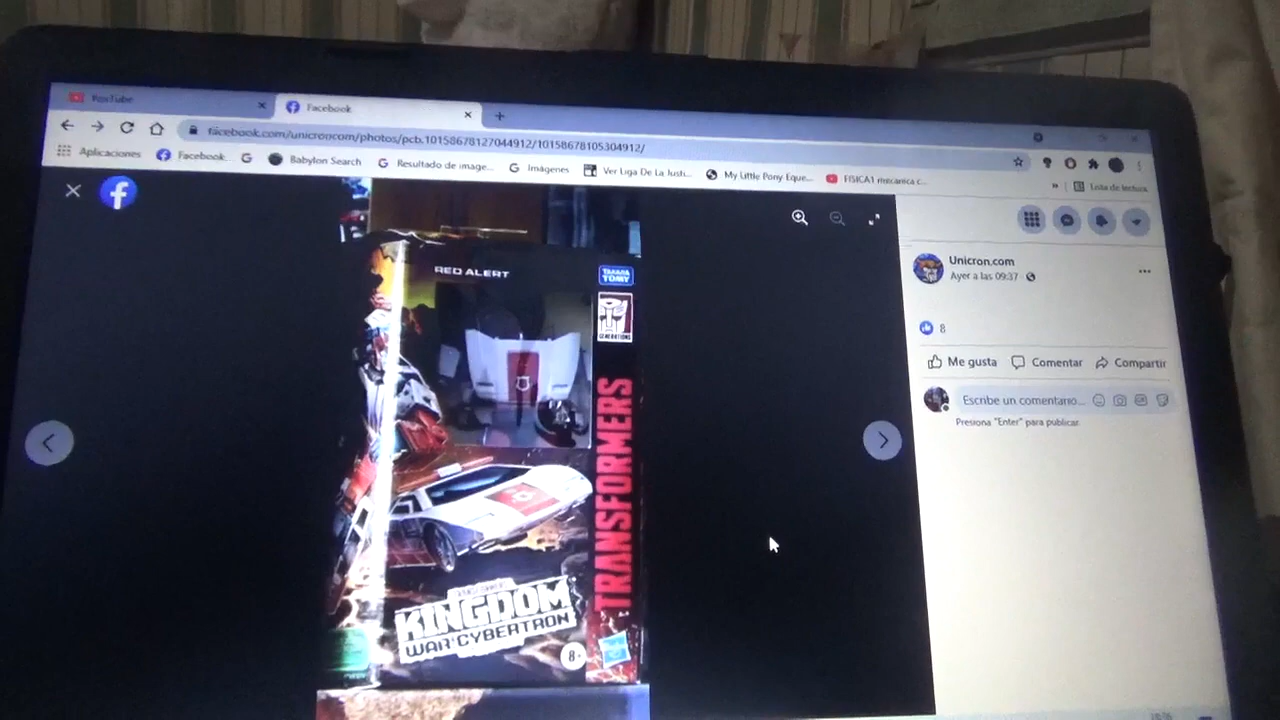 YouTube
Facebook
facebook.com/unicroncom/photos/pcb.10158678127044912/10158678105304912/
Aplicaciones
Facebook...
Babylon Search
Resultado de image...
Imágenes
Ver Liga De La Justi...
My Little Pony Eque...
FISICA1 mecanica c...
Lista de lectura
RED ALERT
TAKARA
TOMY
GENERATIONS
TRANSFORMERS
TRANSFORMERS
KINGDOM
WAR CYBERTRON
8+
Unicron.com
Ayer a las 09:37
8
Me gusta
Comentar
Compartir
Escribe un comentario...
Presiona "Enter" para publicar.